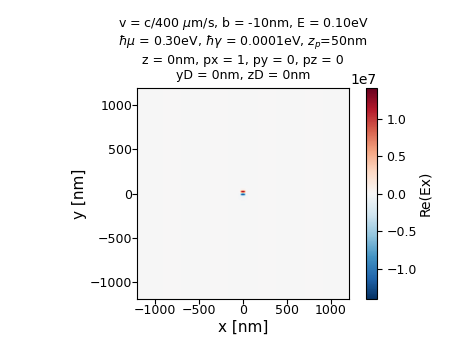 v = c/400 μm/s, b = -10nm, E = 0.10eV
ℏμ = 0.30eV, ℏγ = 0.0001eV, z_p=50nm
z = 0nm, px = 1, py = 0, pz = 0
yD = 0nm, zD = 0nm
1e7
1000
500
0
−500
−1000
y [nm]
−1000 −500 0 500 1000
x [nm]
1.0
0.5
0.0
−0.5
−1.0
Re(Ex)